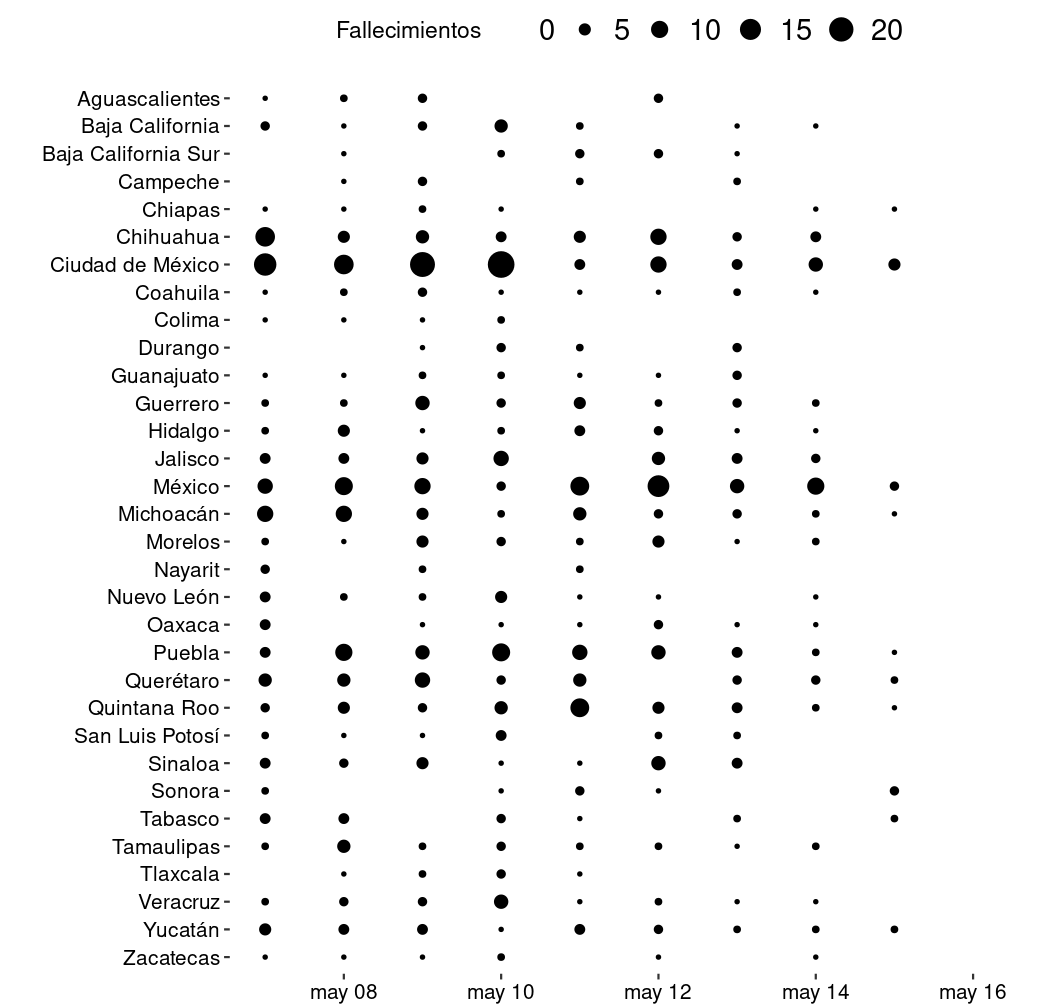 Fallecimientos 0 5 10 15 20
Aguascalientes
Baja California
Baja California Sur
Campeche
Chiapas
Chihuahua
Ciudad de México
Coahuila
Colima
Durango
Guanajuato
Guerrero
Hidalgo
Jalisco
México
Michoacán
Morelos
Nayarit
Nuevo León
Oaxaca
Puebla
Querétaro
Quintana Roo
San Luis Potosí
Sinaloa
Sonora
Tabasco
Tamaulipas
Tlaxcala
Veracruz
Yucatán
Zacatecas
may 08 may 10 may 12 may 14 may 16